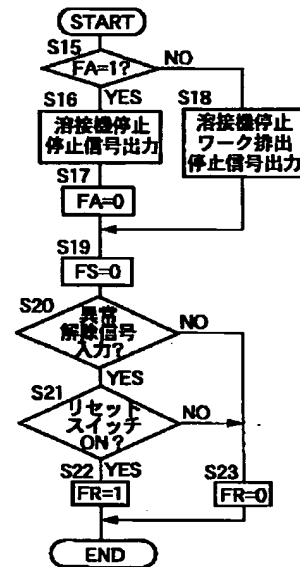 START
S15
FA=1?
NO
S16
YES
S18
溶接機停止
停止信号出力
溶接機停止
ワーク排出
停止信号出力
S17
FA=0
S19
FS=0
S20
異常
解除信号
入力?
NO
YES
S21
リセット
スイッチ
ON?
NO
S22
YES
S23
FR=1
FR=0
END